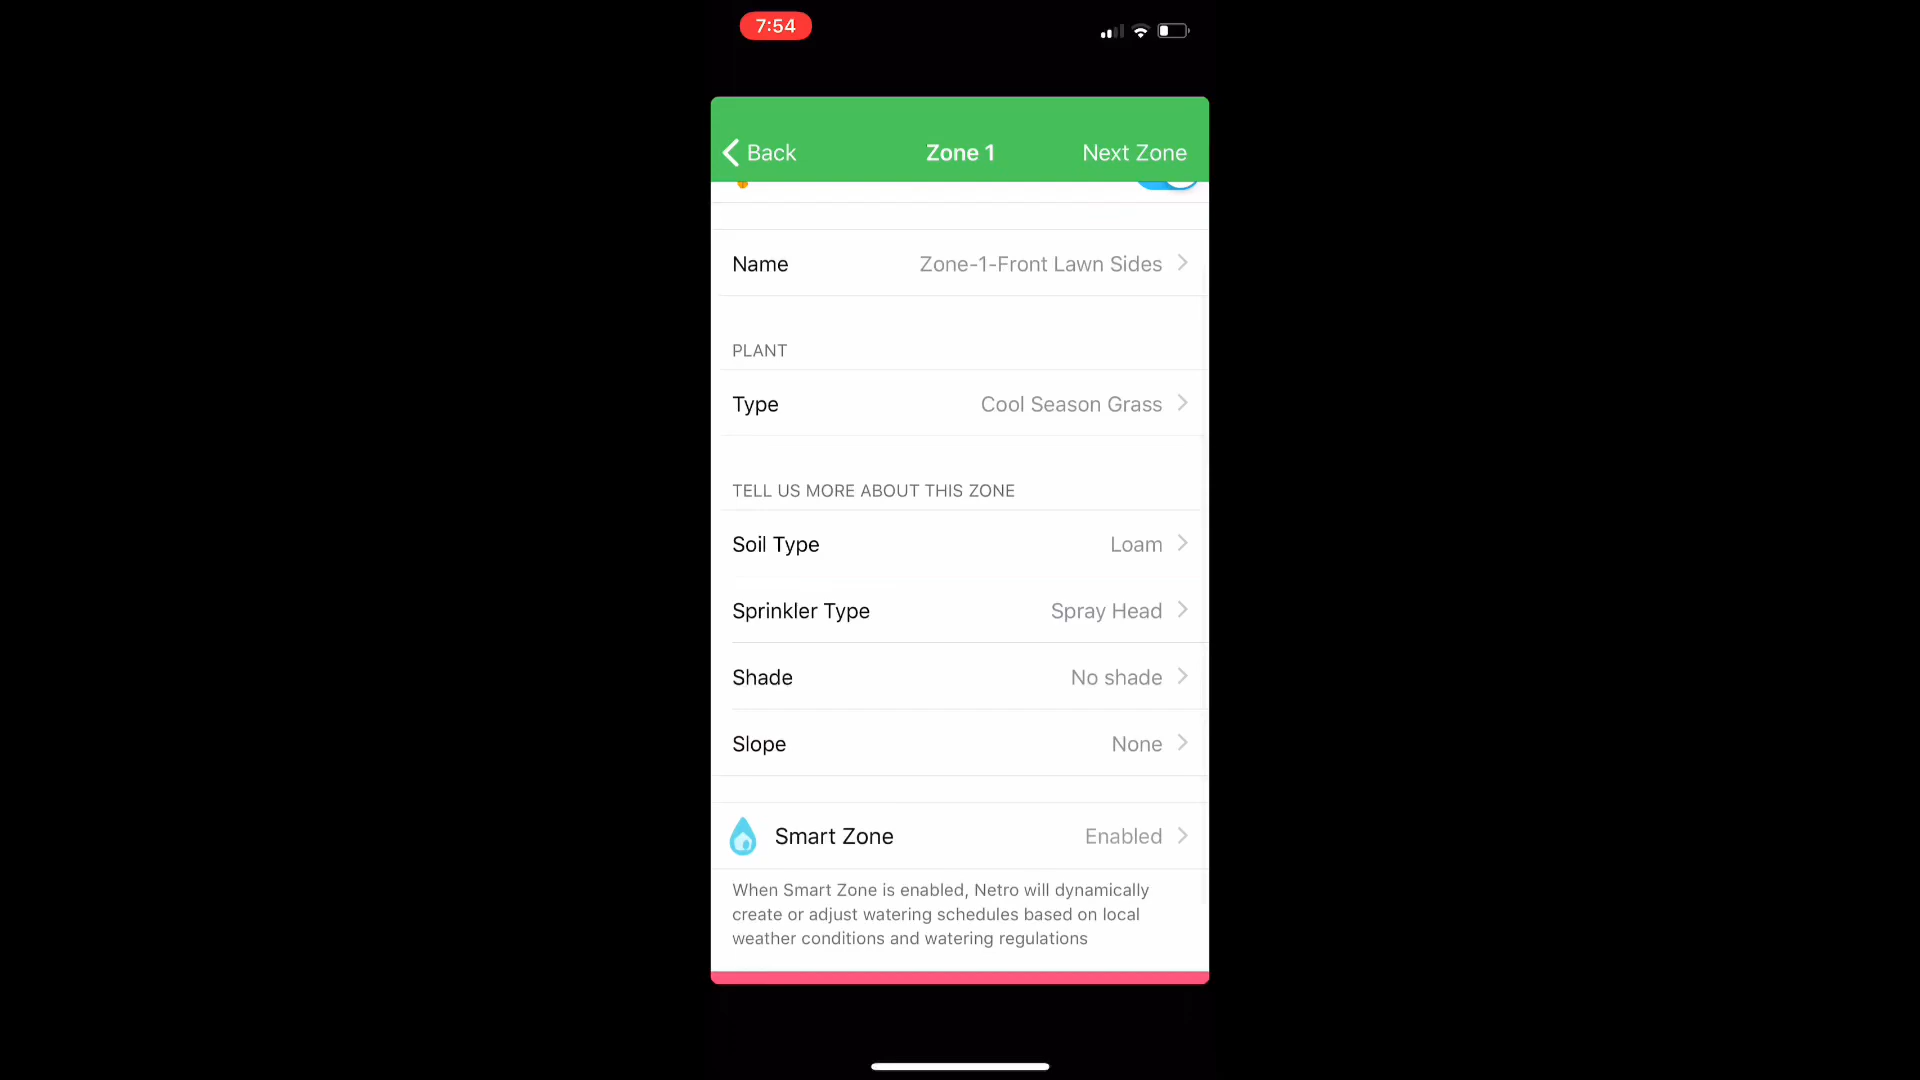 7:54
Back Zone 1 Next Zone
Name Zone-1-Front Lawn Sides
PLANT
Type Cool Season Grass
TELL US MORE ABOUT THIS ZONE
Soil Type Loam
Sprinkler Type Spray Head
Shade No shade
Slope None
Smart Zone Enabled
When Smart Zone is enabled, Netro will dynamically
create or adjust watering schedules based on local
weather conditions and watering regulations